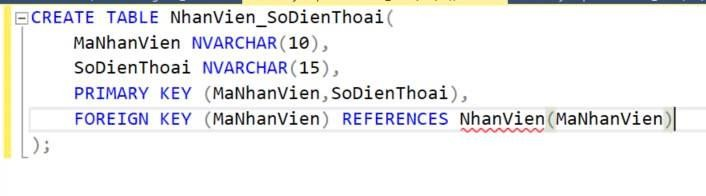 CREATE TABLE NhanVien_SoDienThoai(
MaNhanVien NVARCHAR(10),
SoDienThoai NVARCHAR(15),
PRIMARY KEY (MaNhanVien,SoDienThoai),
FOREIGN KEY (MaNhanVien) REFERENCES NhanVien(MaNhanVien)
);